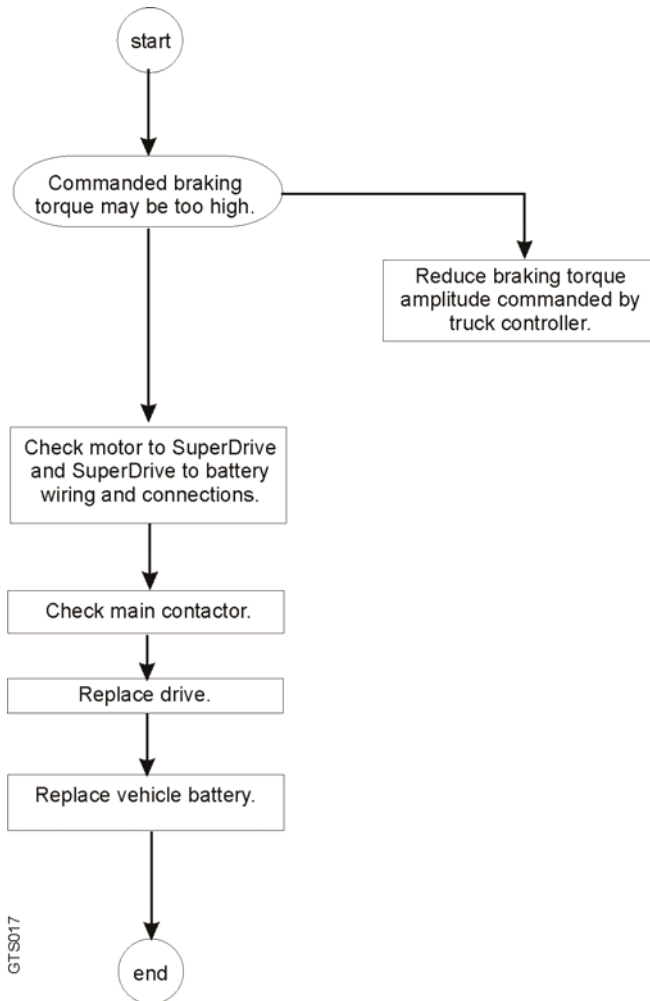 start
Commanded braking
torque may be too high.
Reduce braking torque
amplitude commanded by
truck controller.
Check motor to SuperDrive
and SuperDrive to battery
wiring and connections.
Check main contactor.
Replace drive.
Replace vehicle battery.
GTS017
end